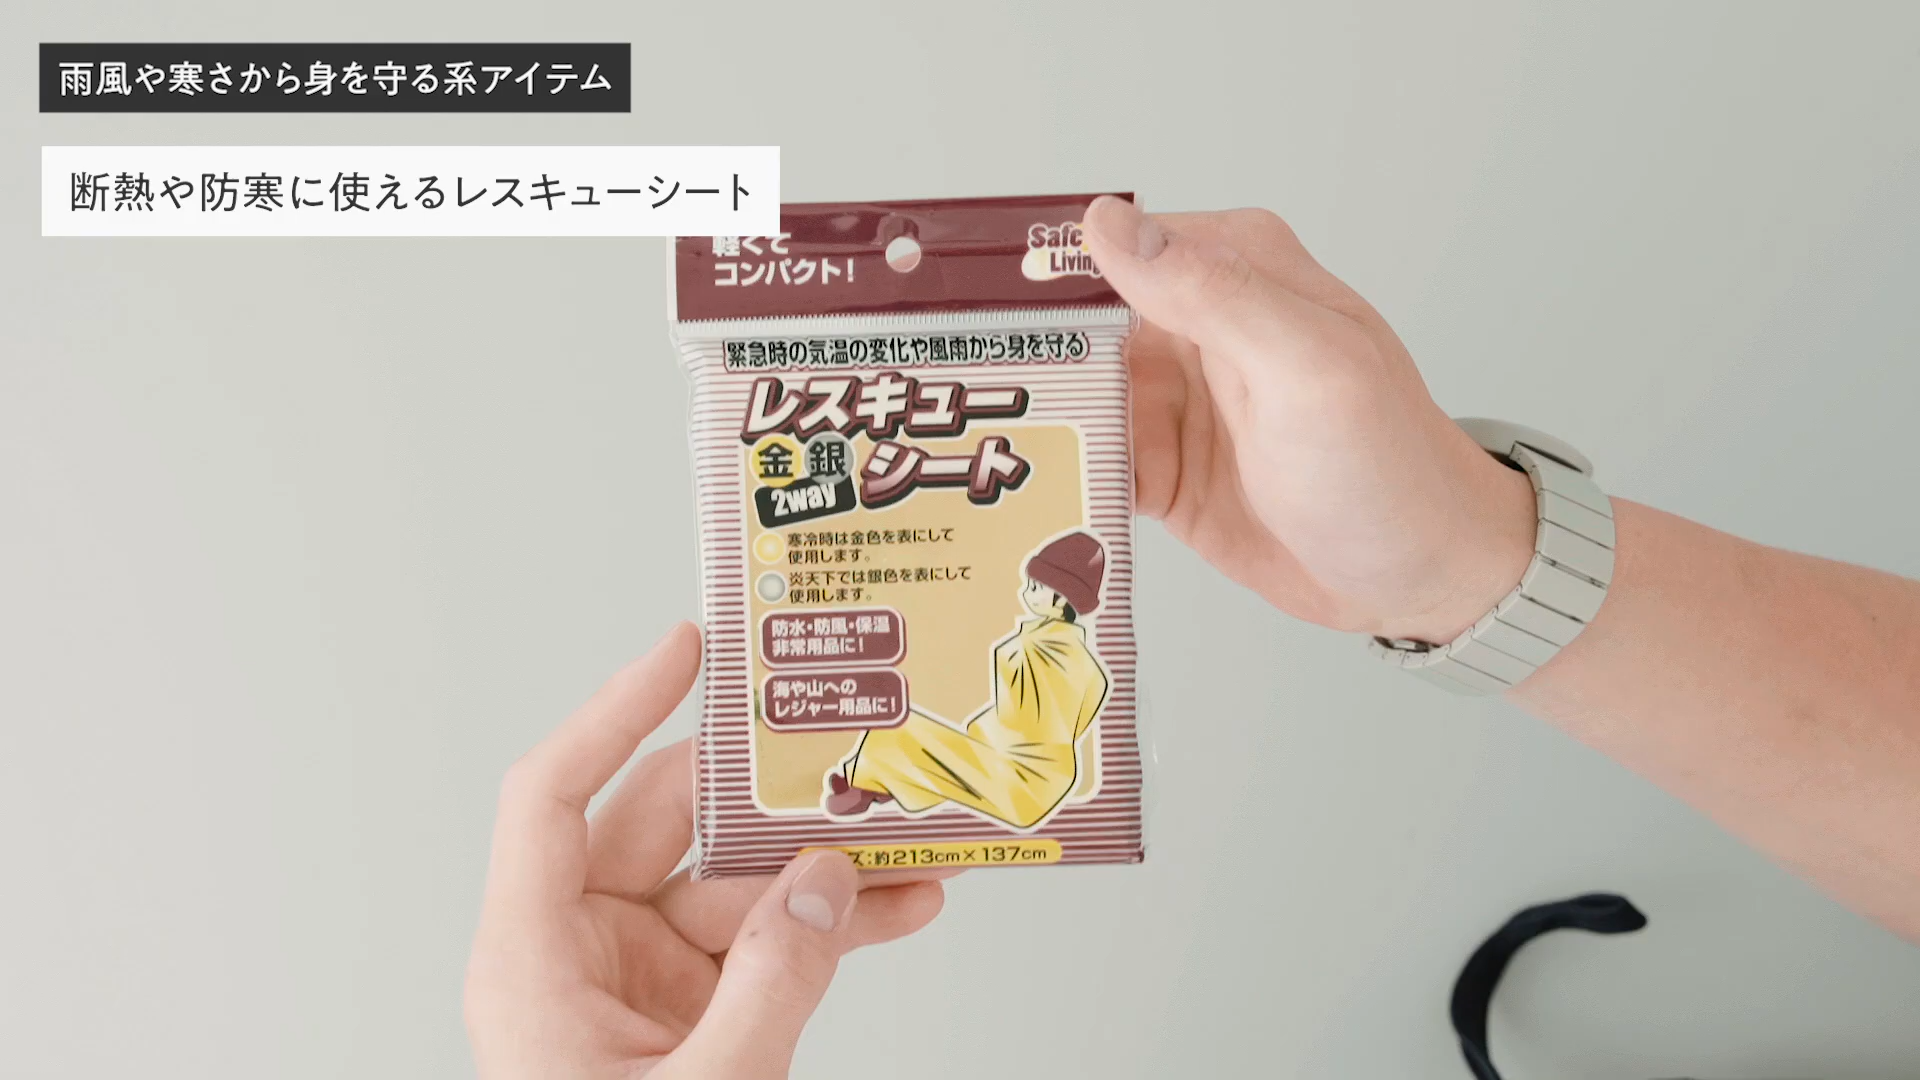 雨風や寒さから身を守る系アイテム
断熱や防寒に使えるレスキューシート
軽くて
コンパクト!
Safe
Living
緊急時の気温の変化や風雨から身を守る
レスキュー
金 銀 シート
2way
寒冷時は金色を表にして
使用します。
炎天下では銀色を表にして
使用します。
防水・防風・保温
非常用品に!
海や山への
レジャー用品に!
ズ:約213cm×137cm